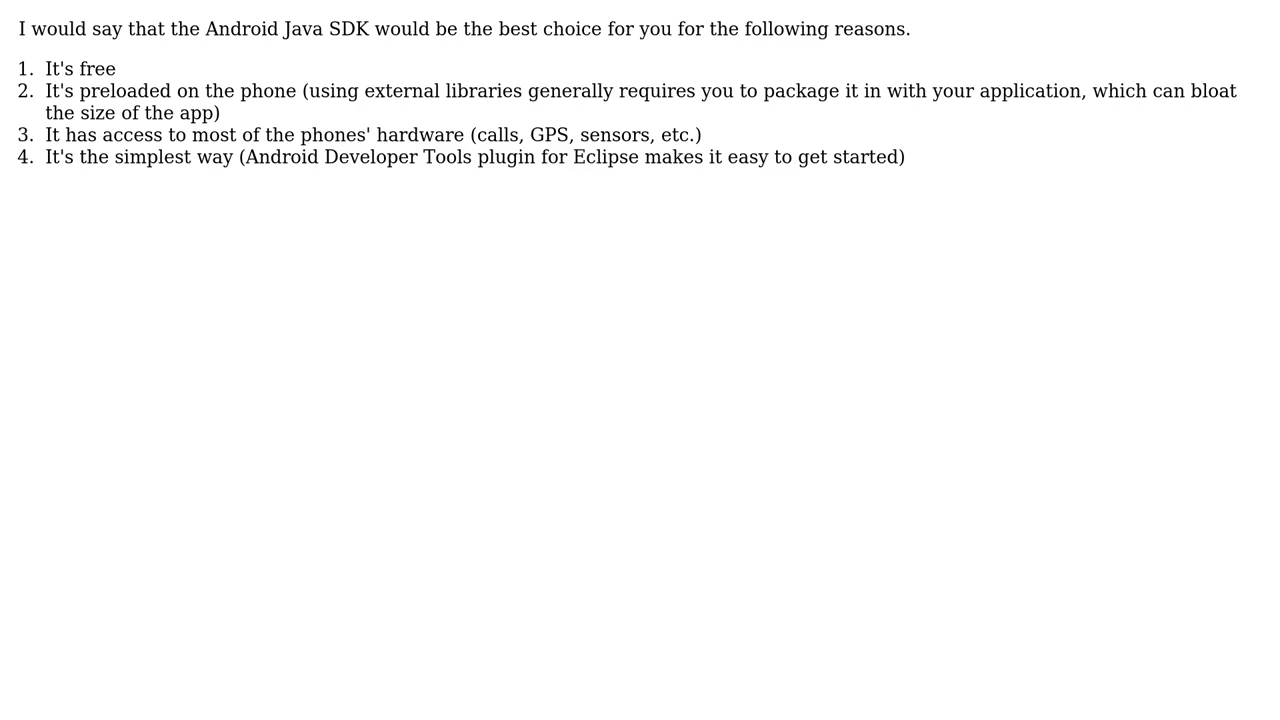 I would say that the Android Java SDK would be the best choice for you for the following reasons.
1. It's free
2. It's preloaded on the phone (using external libraries generally requires you to package it in with your application, which can bloat
the size of the app)
3. It has access to most of the phones' hardware (calls, GPS, sensors, etc.)
4. It's the simplest way (Android Developer Tools plugin for Eclipse makes it easy to get started)